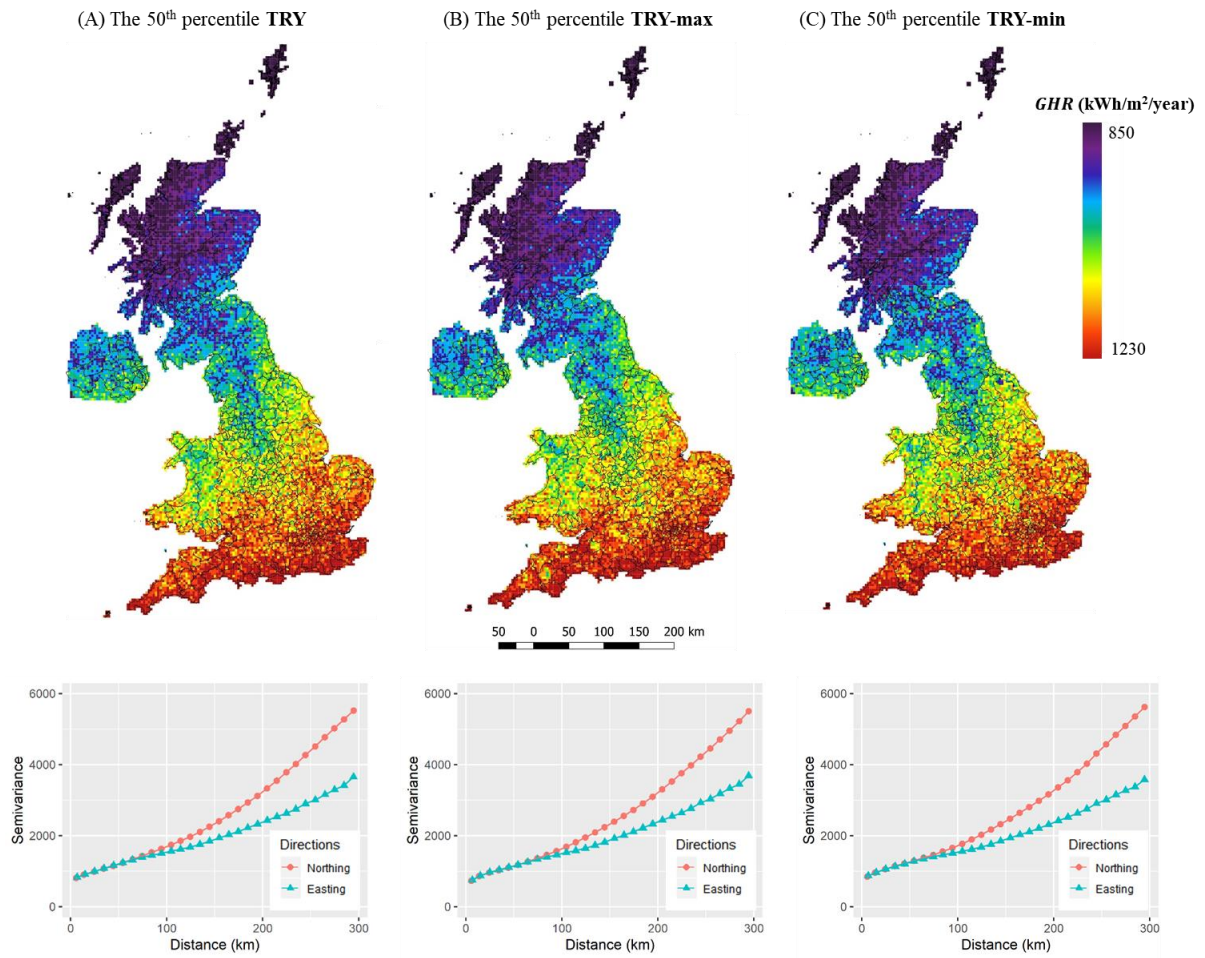 (A) The 50th percentile TRY
(B) The 50th percentile TRY-max
(C) The 50th percentile TRY-min
GHR (kWh/m²/year)
850
1230
50 0 50 100 150 200 km
6000
4000
2000
0
Semivariance
0 100 200 300
Distance (km)
Directions
Northing
Easting
6000
4000
2000
0
Semivariance
0 100 200 300
Distance (km)
Directions
Northing
Easting
6000
4000
2000
0
Semivariance
0 100 200 300
Distance (km)
Directions
Northing
Easting